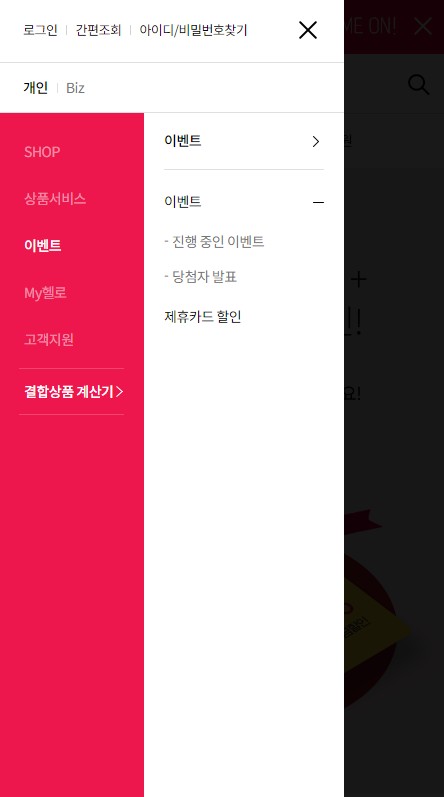 로그인 간편조회 아이디/비밀번호찾기
ME ON!
개인 Biz
SHOP
상품서비스
이벤트
My헬로
고객지원
결합상품 계산기
이벤트
이벤트
- 진행 중인 이벤트
- 당첨자 발표
제휴카드 할인
+
!
요!